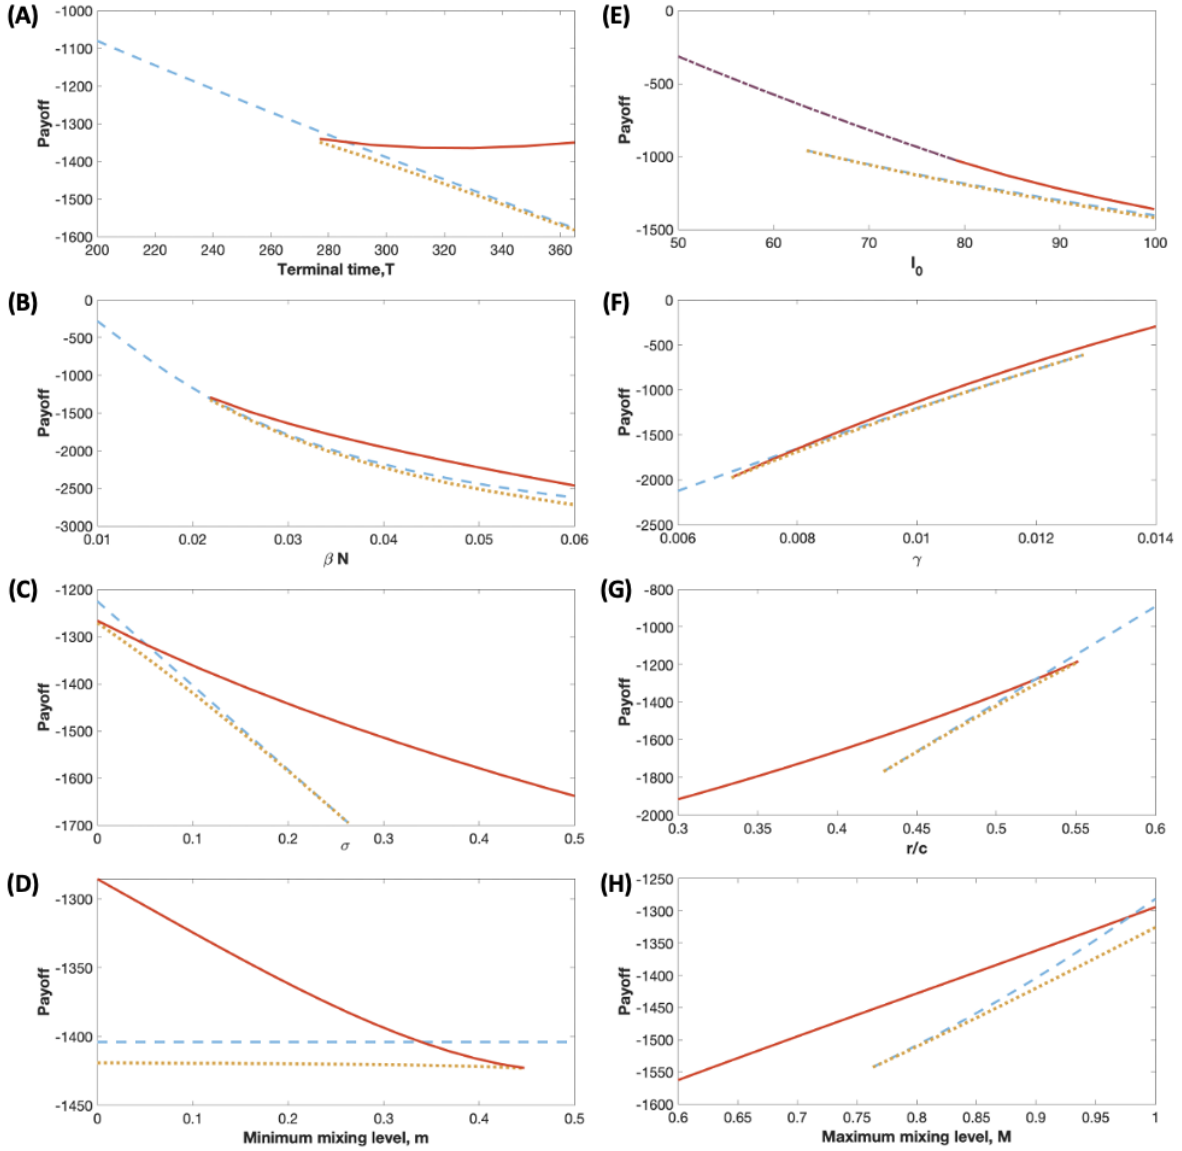 (A)
-1000
-1100
-1200
-1300
-1400
-1500
-1600
Payoff
200 220 240 260 280 300 320 340 360
Terminal time,T
(E)
0
-500
-1000
-1500
Payoff
50 60 70 80 90 100
I0
(B)
0
-500
-1000
-1500
-2000
-2500
-3000
Payoff
0.01 0.02 0.03 0.04 0.05 0.06
β N
(F)
0
-500
-1000
-1500
-2000
-2500
Payoff
0.006 0.008 0.01 0.012 0.014
γ
(C)
-1200
-1300
-1400
-1500
-1600
-1700
Payoff
0 0.1 0.2 0.3 0.4 0.5
σ
(G)
-800
-1000
-1200
-1400
-1600
-1800
-2000
Payoff
0.3 0.35 0.4 0.45 0.5 0.55 0.6
r/c
(D)
-1300
-1350
-1400
-1450
Payoff
0 0.1 0.2 0.3 0.4 0.5
Minimum mixing level, m
(H)
-1250
-1300
-1350
-1400
-1450
-1500
-1550
-1600
Payoff
0.6 0.65 0.7 0.75 0.8 0.85 0.9 0.95 1
Maximum mixing level, M